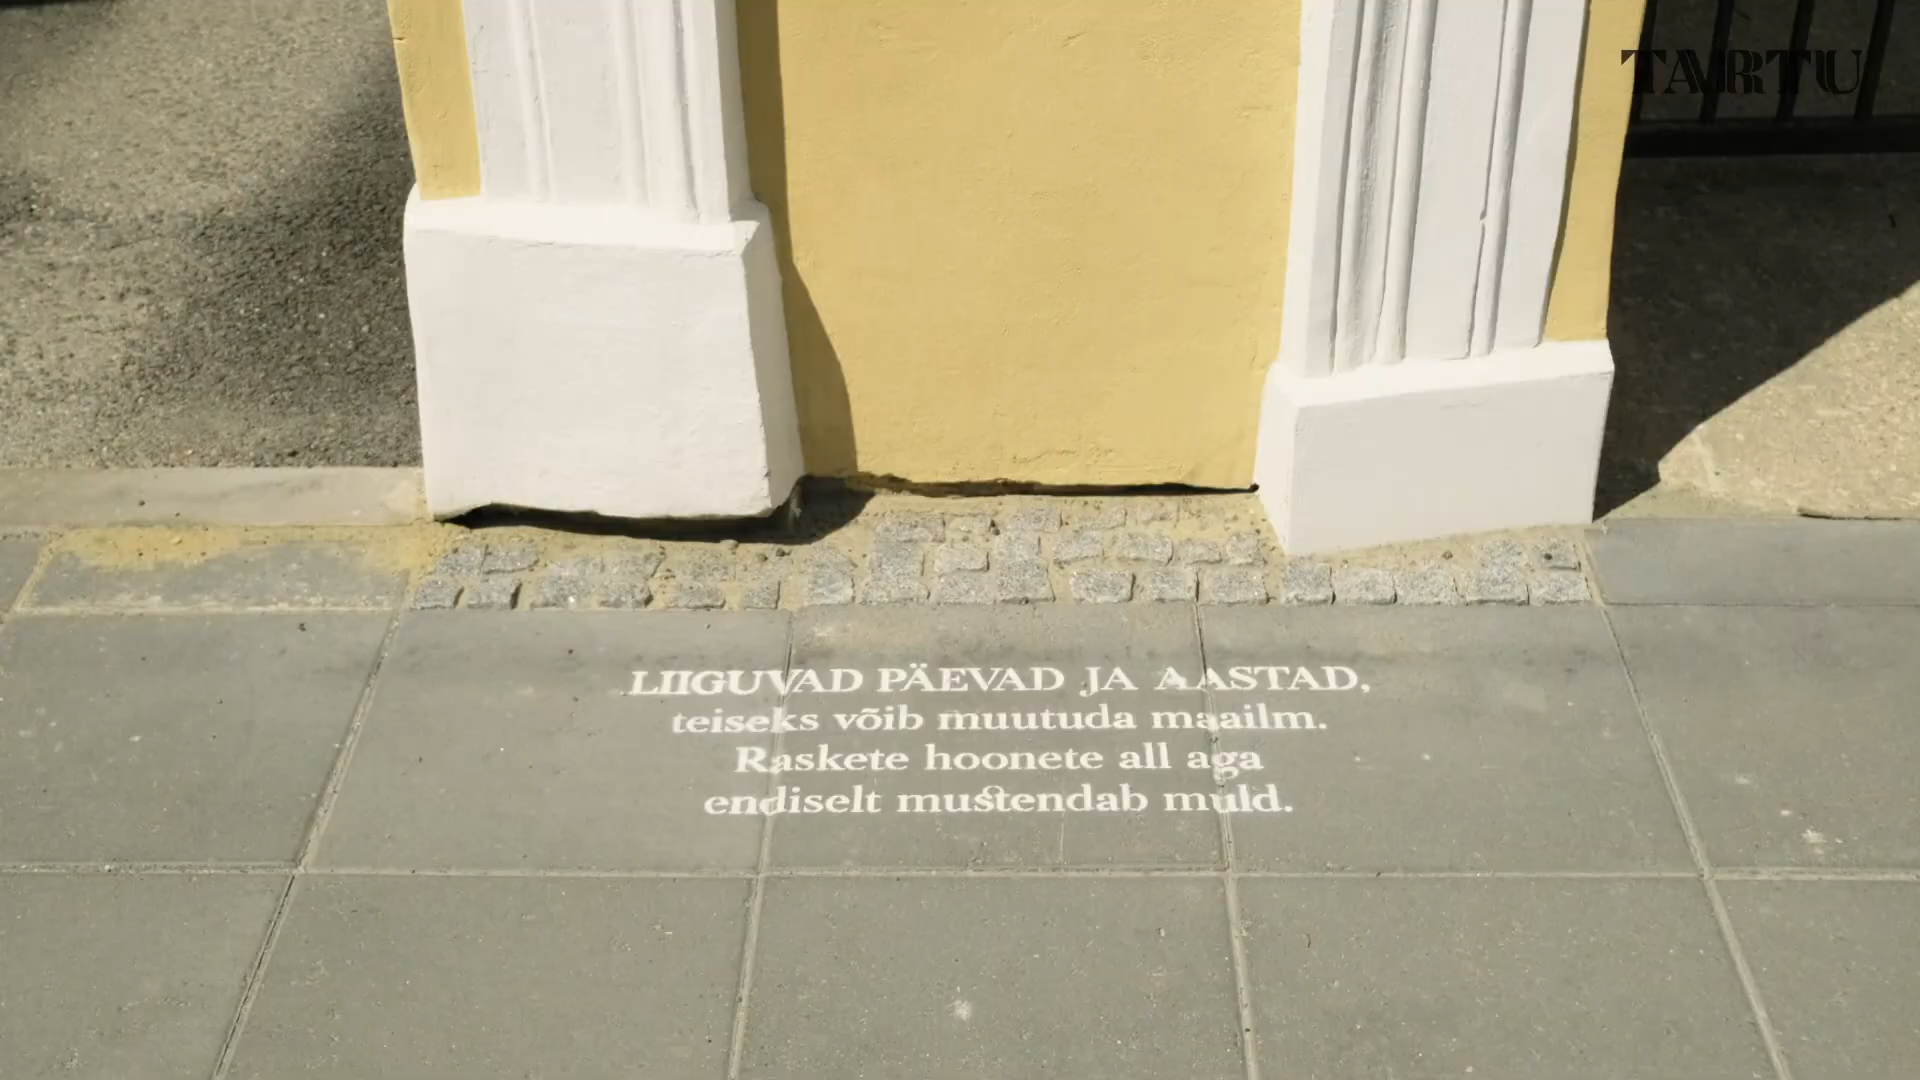 TARTU
LIIGUVAD PÄEVAD JA AASTAD,
teiseks võib muutuda maailm.
Raskete hoonete all aga
endiselt mustendab muld.